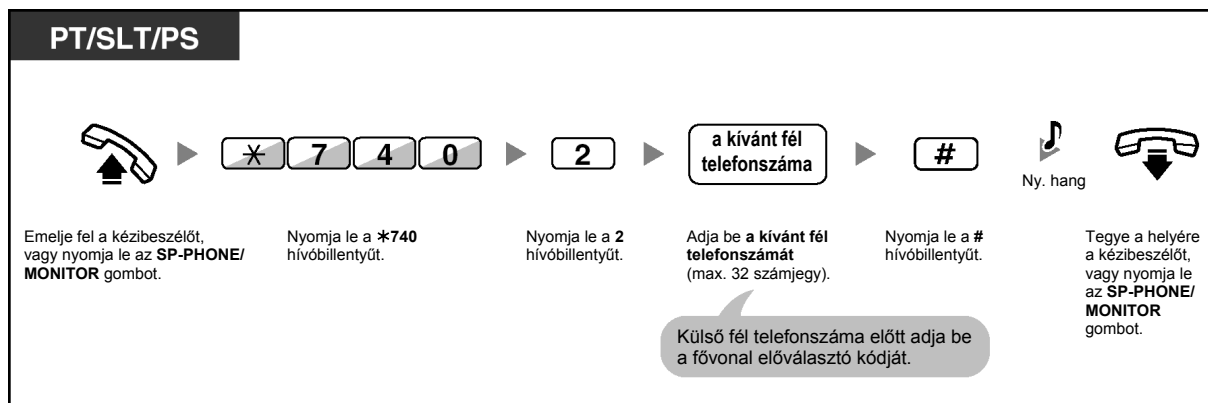 PT/SLT/PS
✳ 7 4 0
2
a kívánt fél
telefonszáma
#
Ny. hang
Emelje fel a kézibeszélőt,
vagy nyomja le az SP-PHONE/
MONITOR gombot.
Nyomja le a ✳740
hívóbillentyűt.
Nyomja le a 2
hívóbillentyűt.
Adja be a kívánt fél
telefonszámát
(max. 32 számjegy).
Nyomja le a #
hívóbillentyűt.
Tegye a helyére
a kézibeszélőt,
vagy nyomja le
az SP-PHONE/
MONITOR
gombot.
Külső fél telefonszáma előtt adja be
a fővonal előválasztó kódját.